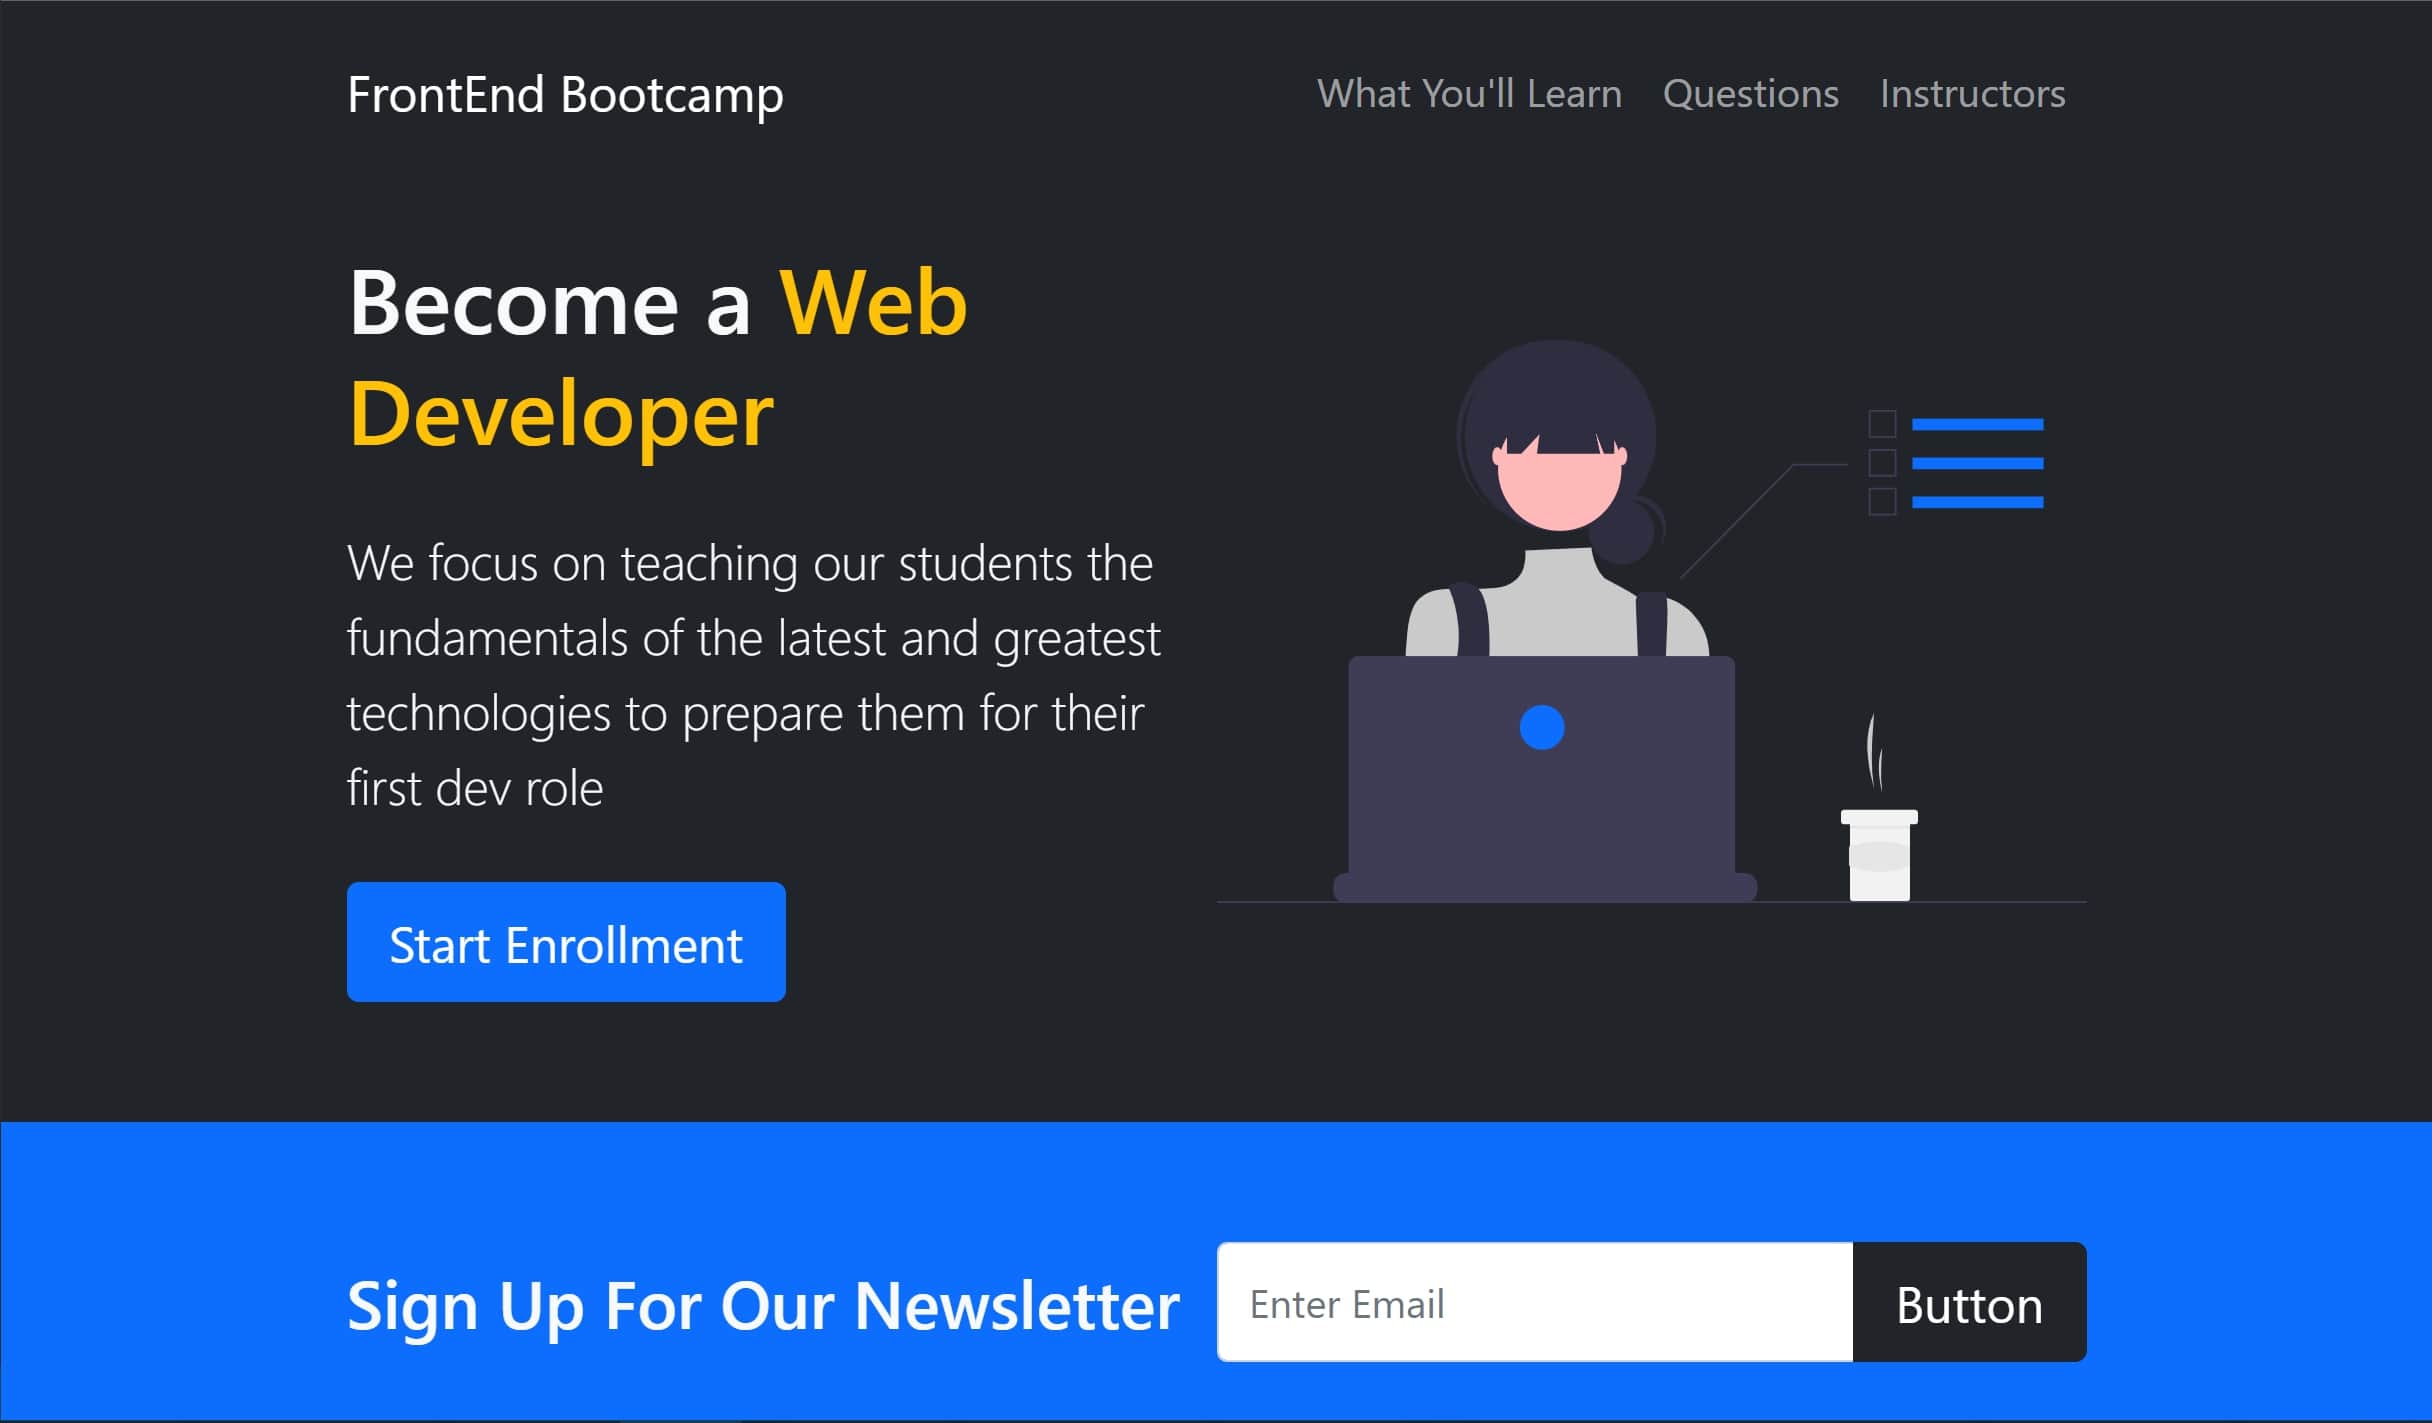 FrontEnd Bootcamp
What You'll Learn
Questions
Instructors
Become a Web
Developer
We focus on teaching our students the
fundamentals of the latest and greatest
technologies to prepare them for their
first dev role
Start Enrollment
Sign Up For Our Newsletter
Enter Email
Button